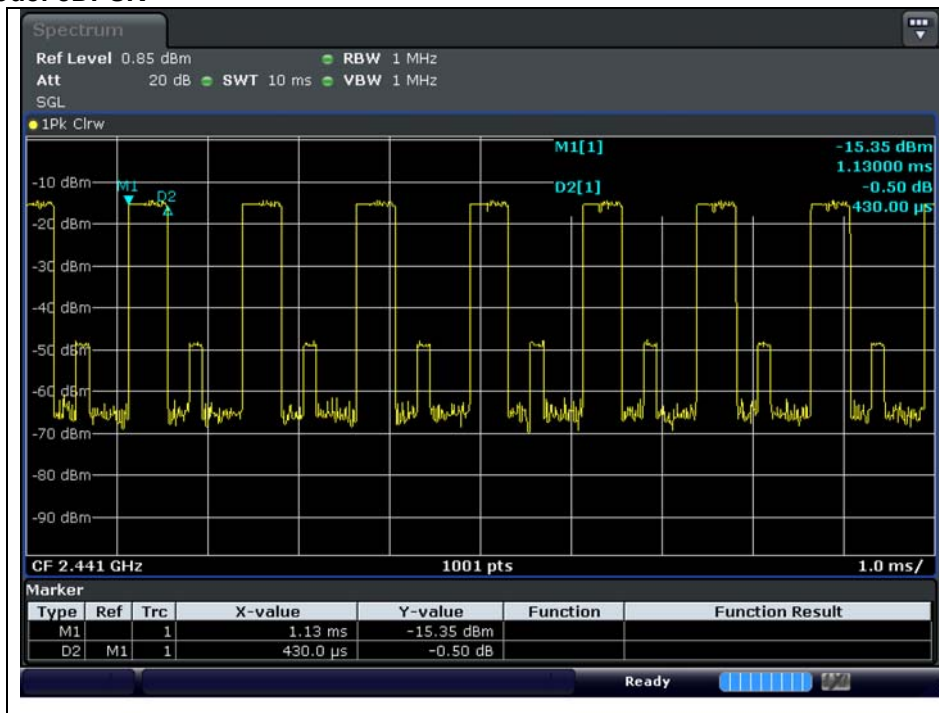 Spectrum
Ref Level 0.85 dBm RBW 1 MHz
Att 20 dB SWT 10 ms VBW 1 MHz
SGL
1Pk Clrw
M1[1] -15.35 dBm
1.13000 ms
D2[1] -0.50 dB
430.00 µs
-10 dBm
M1
D2
-20 dBm
-30 dBm
-40 dBm
-50 dBm
-60 dBm
-70 dBm
-80 dBm
-90 dBm
CF 2.441 GHz 1001 pts 1.0 ms/
Marker
Type Ref Trc X-value Y-value Function Function Result
M1 1 1.13 ms -15.35 dBm
D2 M1 1 430.0 µs -0.50 dB
Ready